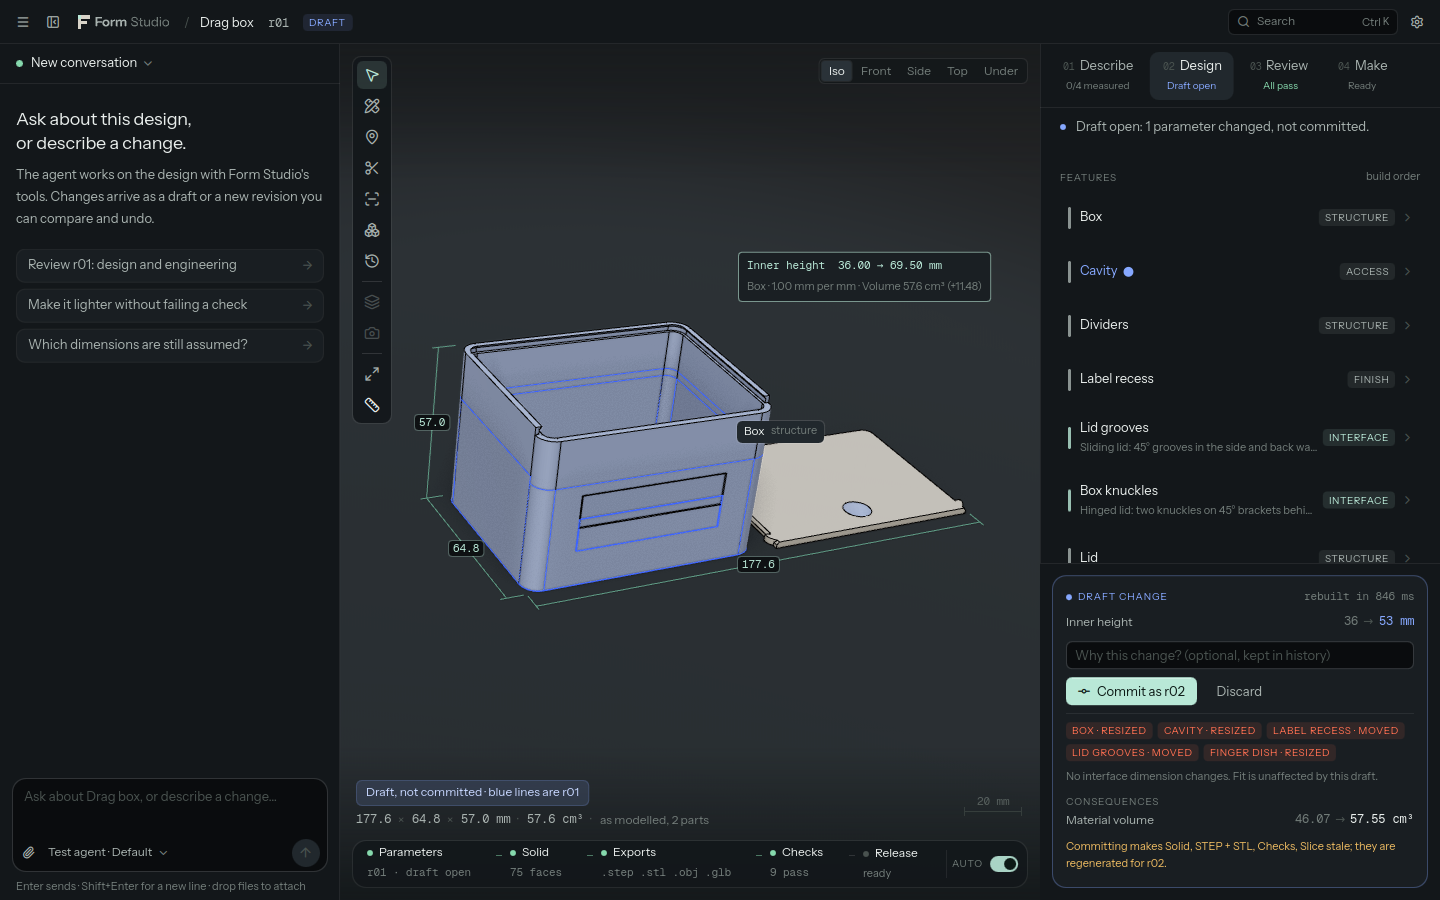 Form Studio / Drag box r01 DRAFT
Search Ctrl K
New conversation
Ask about this design,
or describe a change.
The agent works on the design with Form Studio's
tools. Changes arrive as a draft or a new revision you
can compare and undo.
Review r01: design and engineering →
Make it lighter without failing a check →
Which dimensions are still assumed? →
Ask about Drag box, or describe a change...
Test agent · Default
Enter sends · Shift+Enter for a new line · drop files to attach
Iso Front Side Top Under
Inner height 36.00 → 69.50 mm
Box · 1.00 mm per mm · Volume 57.6 cm³ (+11.48)
57.0
Box structure
64.8
177.6
Draft, not committed · blue lines are r01
177.6 × 64.8 × 57.0 mm · 57.6 cm³ · as modelled, 2 parts
20 mm
Parameters
r01 · draft open
Solid
75 faces
Exports
.step .stl .obj .glb
Checks
9 pass
Release
ready
AUTO
01 Describe
0/4 measured
02 Design
Draft open
03 Review
All pass
04 Make
Ready
Draft open: 1 parameter changed, not committed.
FEATURES build order
Box STRUCTURE
Cavity ACCESS
Dividers STRUCTURE
Label recess FINISH
Lid grooves INTERFACE
Sliding lid: 45° grooves in the side and back wa...
Box knuckles INTERFACE
Hinged lid: two knuckles on 45° brackets behi...
Lid STRUCTURE
DRAFT CHANGE rebuilt in 846 ms
Inner height 36 → 53 mm
Why this change? (optional, kept in history)
Commit as r02 Discard
BOX · RESIZED CAVITY · RESIZED LABEL RECESS · MOVED
LID GROOVES · MOVED FINGER DISH · RESIZED
No interface dimension changes. Fit is unaffected by this draft.
CONSEQUENCES
Material volume 46.07 → 57.55 cm³
Committing makes Solid, STEP + STL, Checks, Slice stale; they are
regenerated for r02.